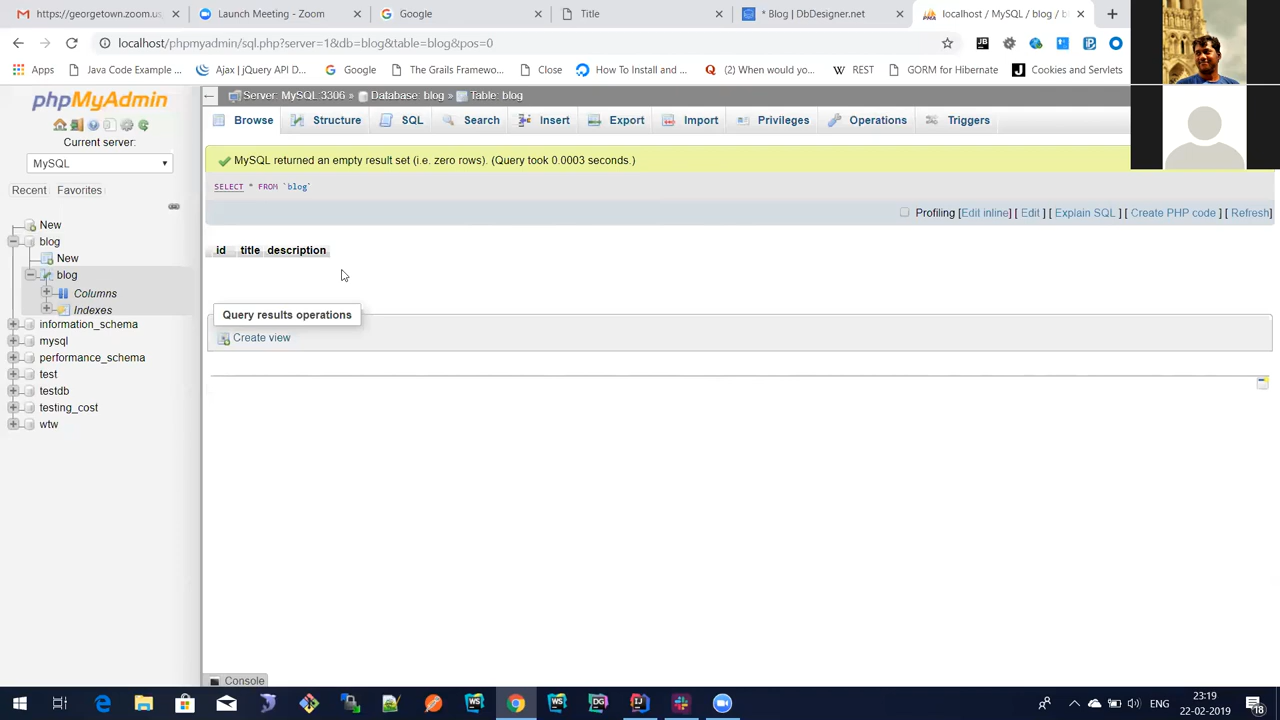 https://georgetown.zoom.us
Launch Meeting - Zoom
Google
Title
* Blog | DbDesigner.net
localhost / MySQL / blog / b
localhost/phpmyadmin/sql.php?server=1&db=blog&table=blog&pos=0
Apps
Java Code Example ...
Ajax | jQuery API D...
Google
The Grails Framewo...
Close
How To Install and ...
(2) When would you...
REST
GORM for Hibernate
Cookies and Servlets
phpMyAdmin
Current server:
MySQL
Recent
Favorites
New
blog
New
blog
Columns
Indexes
information_schema
mysql
performance_schema
test
testdb
testing_cost
wtw
Server: MySQL:3306 » Database: blog » Table: blog
Browse
Structure
SQL
Search
Insert
Export
Import
Privileges
Operations
Triggers
MySQL returned an empty result set (i.e. zero rows). (Query took 0.0003 seconds.)
SELECT * FROM `blog`
Profiling [Edit inline] [ Edit ] [ Explain SQL ] [ Create PHP code ] [ Refresh]
id title description
Query results operations
Create view
Console
ENG
23:19
22-02-2019
18